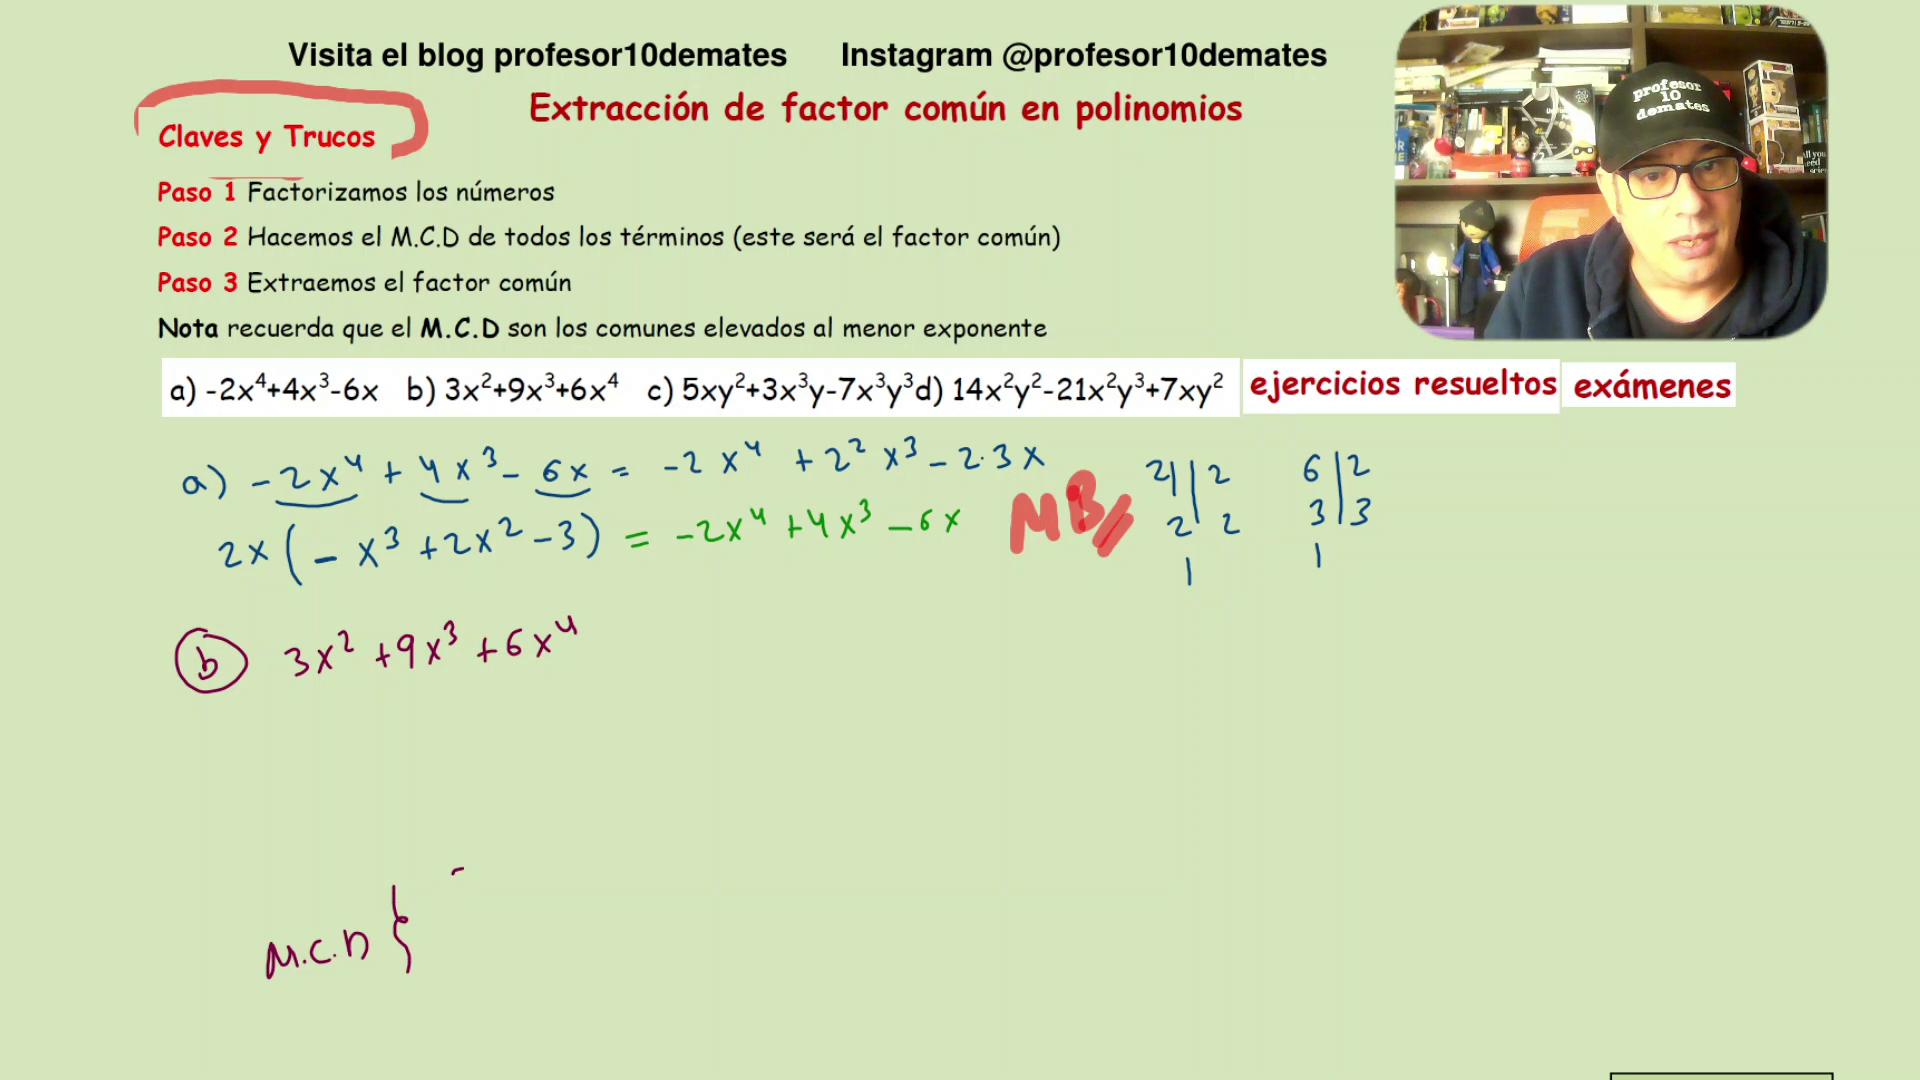 Visita el blog profesor10demates Instagram @profesor10demates
Extracción de factor común en polinomios
Claves y Trucos
Paso 1 Factorizamos los números
Paso 2 Hacemos el M.C.D de todos los términos (este será el factor común)
Paso 3 Extraemos el factor común
Nota recuerda que el M.C.D son los comunes elevados al menor exponente
a) -2x⁴+4x³-6x b) 3x²+9x³+6x⁴ c) 5xy²+3x³y-7x³y³ d) 14x²y²-21x²y³+7xy² ejercicios resueltos exámenes
a) -2x⁴ + 4x³ - 6x = -2x⁴ + 2²x³ - 2·3x
2x(-x³ + 2x² - 3) = -2x⁴ + 4x³ - 6x MB
2 2
1
6 2
3 3
1
b 3x² + 9x³ + 6x⁴
M.C.D {
profesor
10
demates